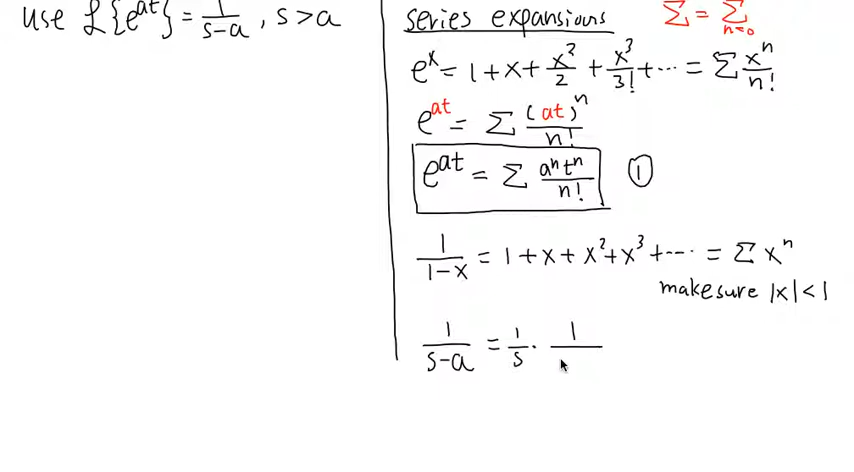 use ℒ{e^{at}} = 1/(s-a), s>a
series expansions
Σ = Σ_{n=0}
e^x = 1 + x + x^2/2 + x^3/3! + ... = Σ x^n/n!
e^{at} = Σ (at)^n/n!
e^{at} = Σ a^n t^n/n! ①
1/(1-x) = 1 + x + x^2 + x^3 + ... = Σ x^n
make sure |x| < 1
1/(s-a) = 1/s · 1/